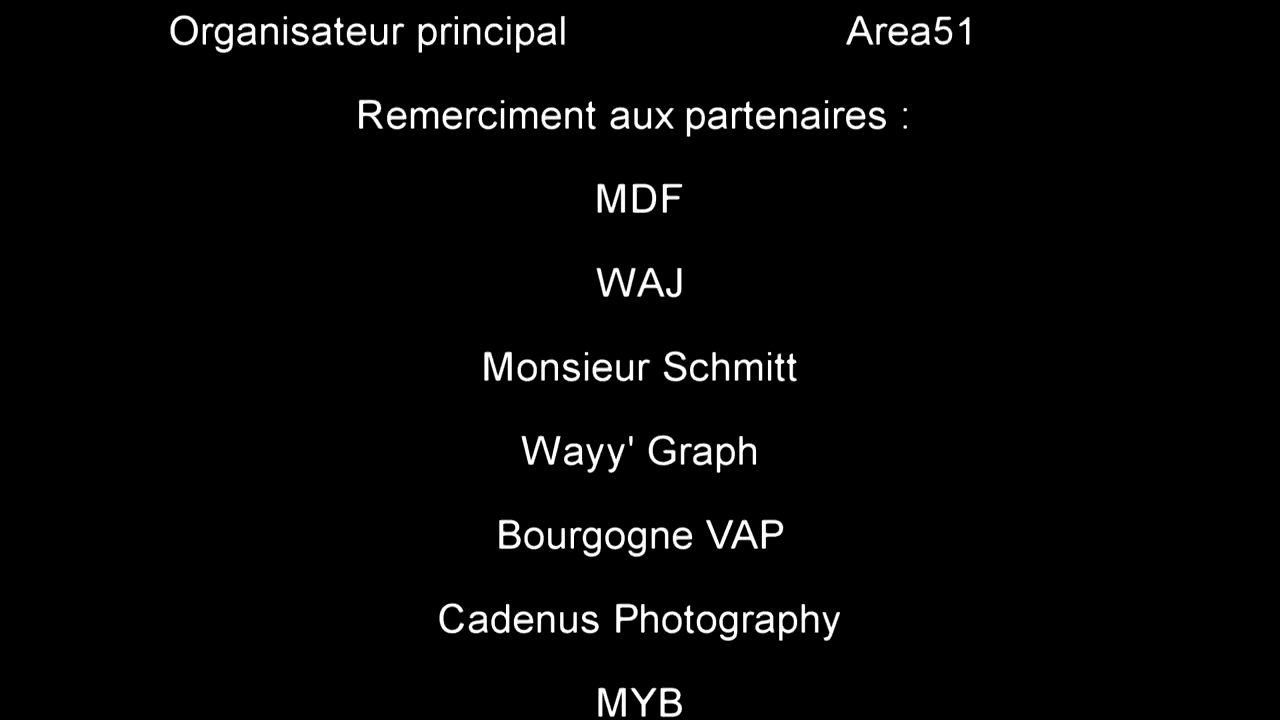 Organisateur principal Area51
Remerciment aux partenaires :
MDF
WAJ
Monsieur Schmitt
Wayy' Graph
Bourgogne VAP
Cadenus Photography
MYB